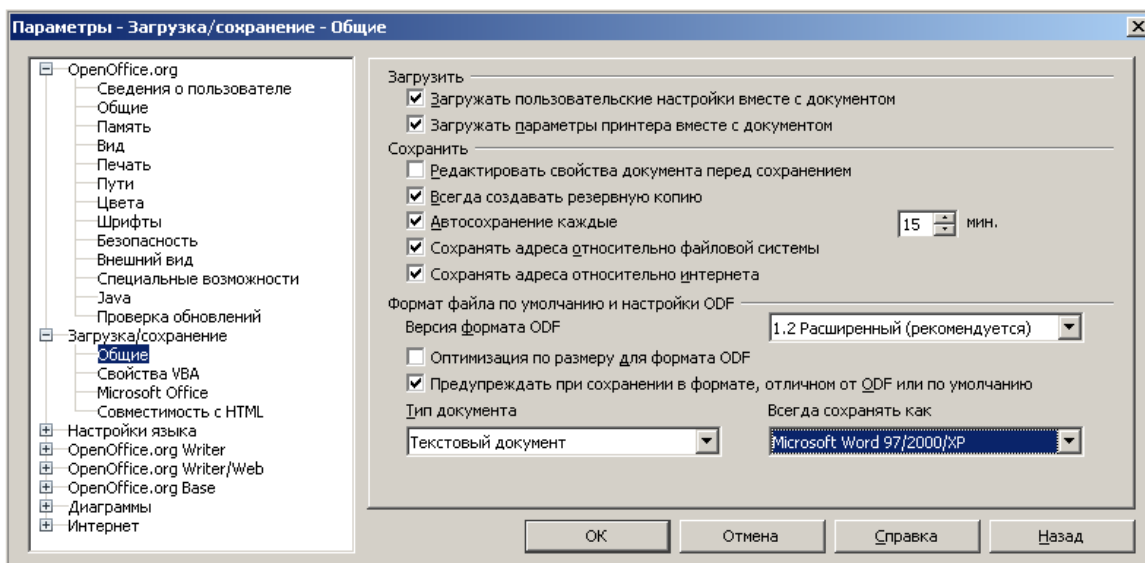 Параметры - Загрузка/сохранение - Общие
OpenOffice.org
Сведения о пользователе
Общие
Память
Вид
Печать
Пути
Цвета
Шрифты
Безопасность
Внешний вид
Специальные возможности
Java
Проверка обновлений
Загрузка/сохранение
Общие
Свойства VBA
Microsoft Office
Совместимость с HTML
Настройки языка
OpenOffice.org Writer
OpenOffice.org Writer/Web
OpenOffice.org Base
Диаграммы
Интернет
Загрузить
Загружать пользовательские настройки вместе с документом
Загружать параметры принтера вместе с документом
Сохранить
Редактировать свойства документа перед сохранением
Всегда создавать резервную копию
Автосохранение каждые 15 мин.
Сохранять адреса относительно файловой системы
Сохранять адреса относительно интернета
Формат файла по умолчанию и настройки ODF
Версия формата ODF 1.2 Расширенный (рекомендуется)
Оптимизация по размеру для формата ODF
Предупреждать при сохранении в формате, отличном от ODF или по умолчанию
Тип документа Всегда сохранять как
Текстовый документ Microsoft Word 97/2000/XP
ОК Отмена Справка Назад